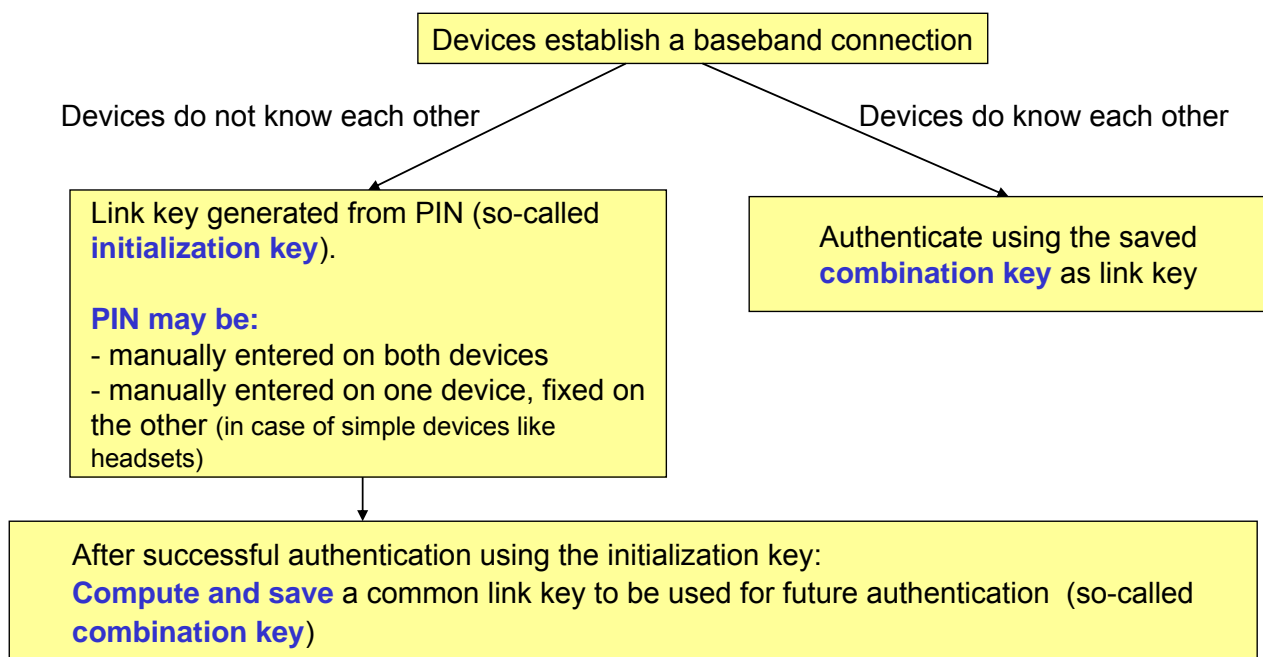 Devices establish a baseband connection
Devices do not know each other
Devices do know each other
Link key generated from PIN (so-called
initialization key).
PIN may be:
- manually entered on both devices
- manually entered on one device, fixed on
the other (in case of simple devices like
headsets)
Authenticate using the saved
combination key as link key
After successful authentication using the initialization key:
Compute and save a common link key to be used for future authentication (so-called
combination key)